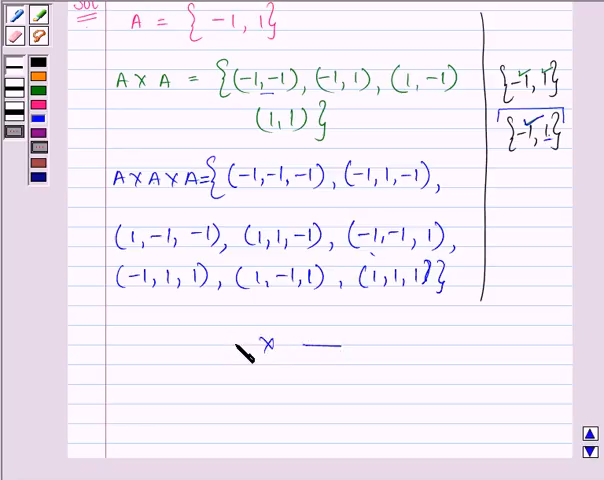 Sol
A = { -1, 1}
A x A = {(-1,-1), (-1, 1), (1, -1)
(1, 1) }
A x A x A = { (-1,-1,-1), (-1, 1, -1),
(1, -1, -1), (1, 1, -1), (-1, -1, 1),
(-1, 1, 1), (1, -1, 1), (1, 1, 1) }
x —
{-1, 1}
{-1, 1}